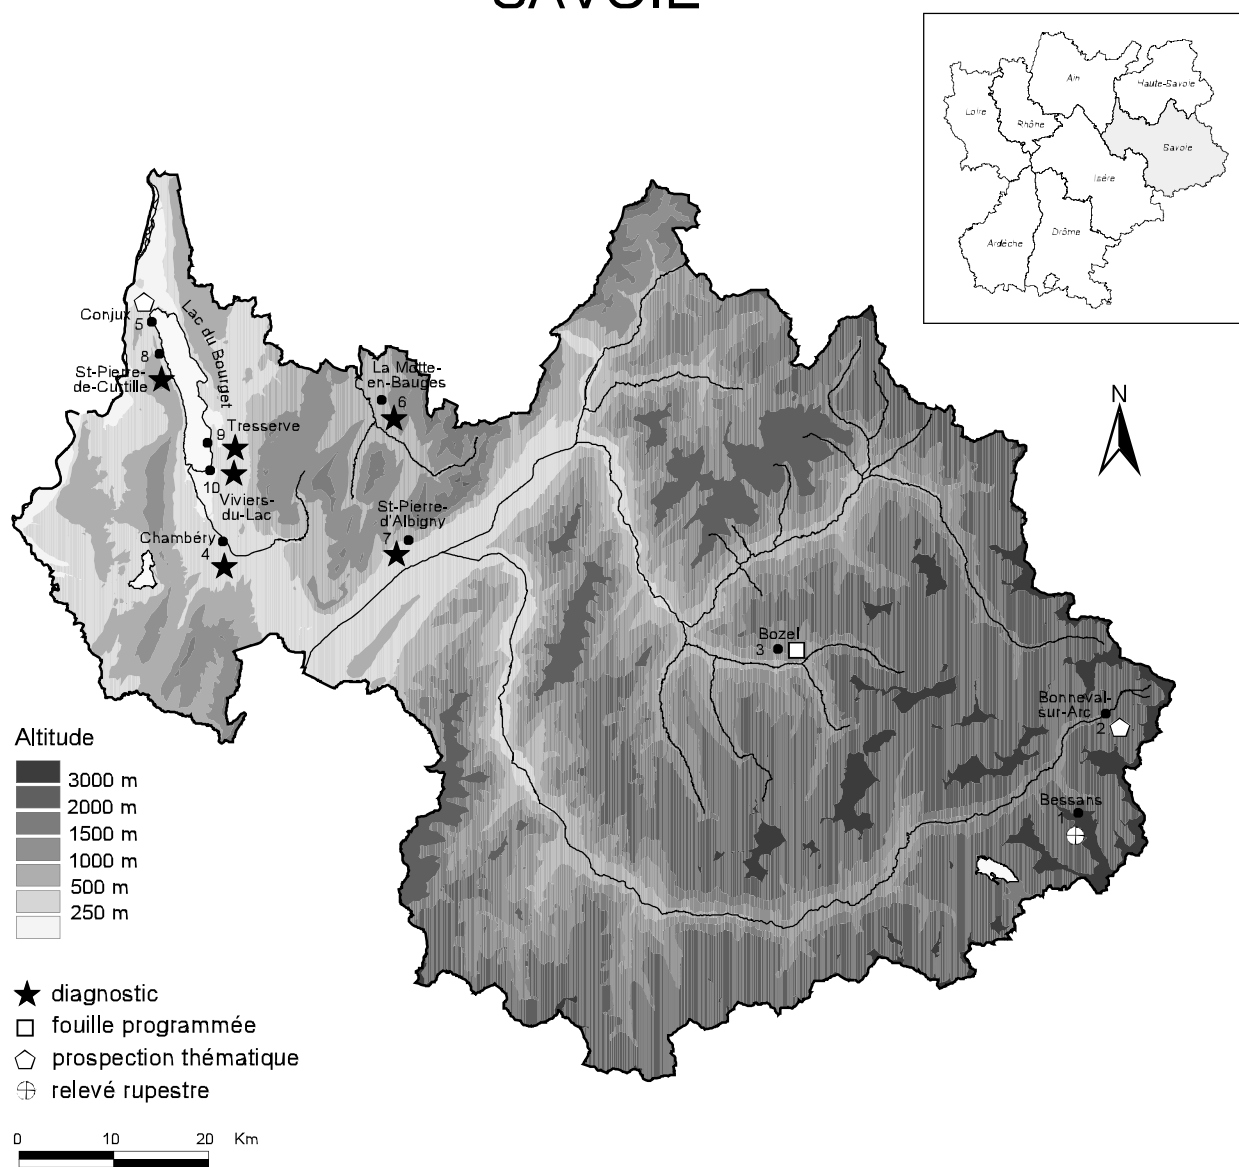 SAVOIE
Ain
Haute-Savoie
Loire
Rhône
Savoie
Isère
Ardèche
Drôme
Conjux
5
Lac du Bourget
8
St-Pierre-
de-Curtille
La Motte-
en-Bauges
6
9
Tresserve
10
Viviers-
du-Lac
St-Pierre-
d'Albigny
7
Chambéry
4
N
Bozel
3
Bonneval-
sur-Arc
2
Bessans
1
Altitude
3000 m
2000 m
1500 m
1000 m
500 m
250 m
diagnostic
fouille programmée
prospection thématique
relevé rupestre
0 10 20 Km